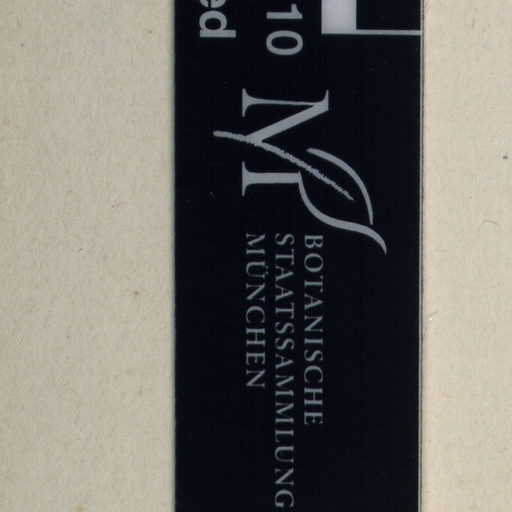 10
ed
M
BOTANISCHE
STAATSSAMMLUNG
MÜNCHEN